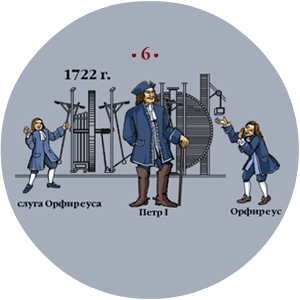 • 6 •
1722 г.
слуга Орфиреуса
Петр I
Орфиреус